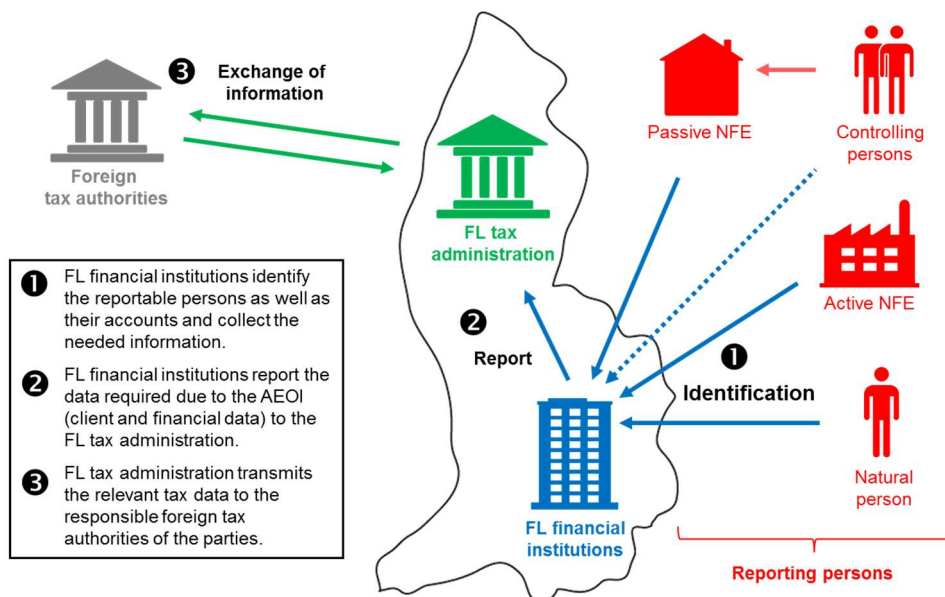 ❸
Exchange of
information
Foreign
tax authorities
FL tax
administration
Passive NFE
Controlling
persons
Active NFE
❶ FL financial institutions identify
the reportable persons as well as
their accounts and collect the
needed information.
❷ FL financial institutions report the
data required due to the AEOI
(client and financial data) to the
FL tax administration.
❸ FL tax administration transmits
the relevant tax data to the
responsible foreign tax
authorities of the parties.
❷
Report
❶
Identification
FL financial
institutions
Natural
person
Reporting persons